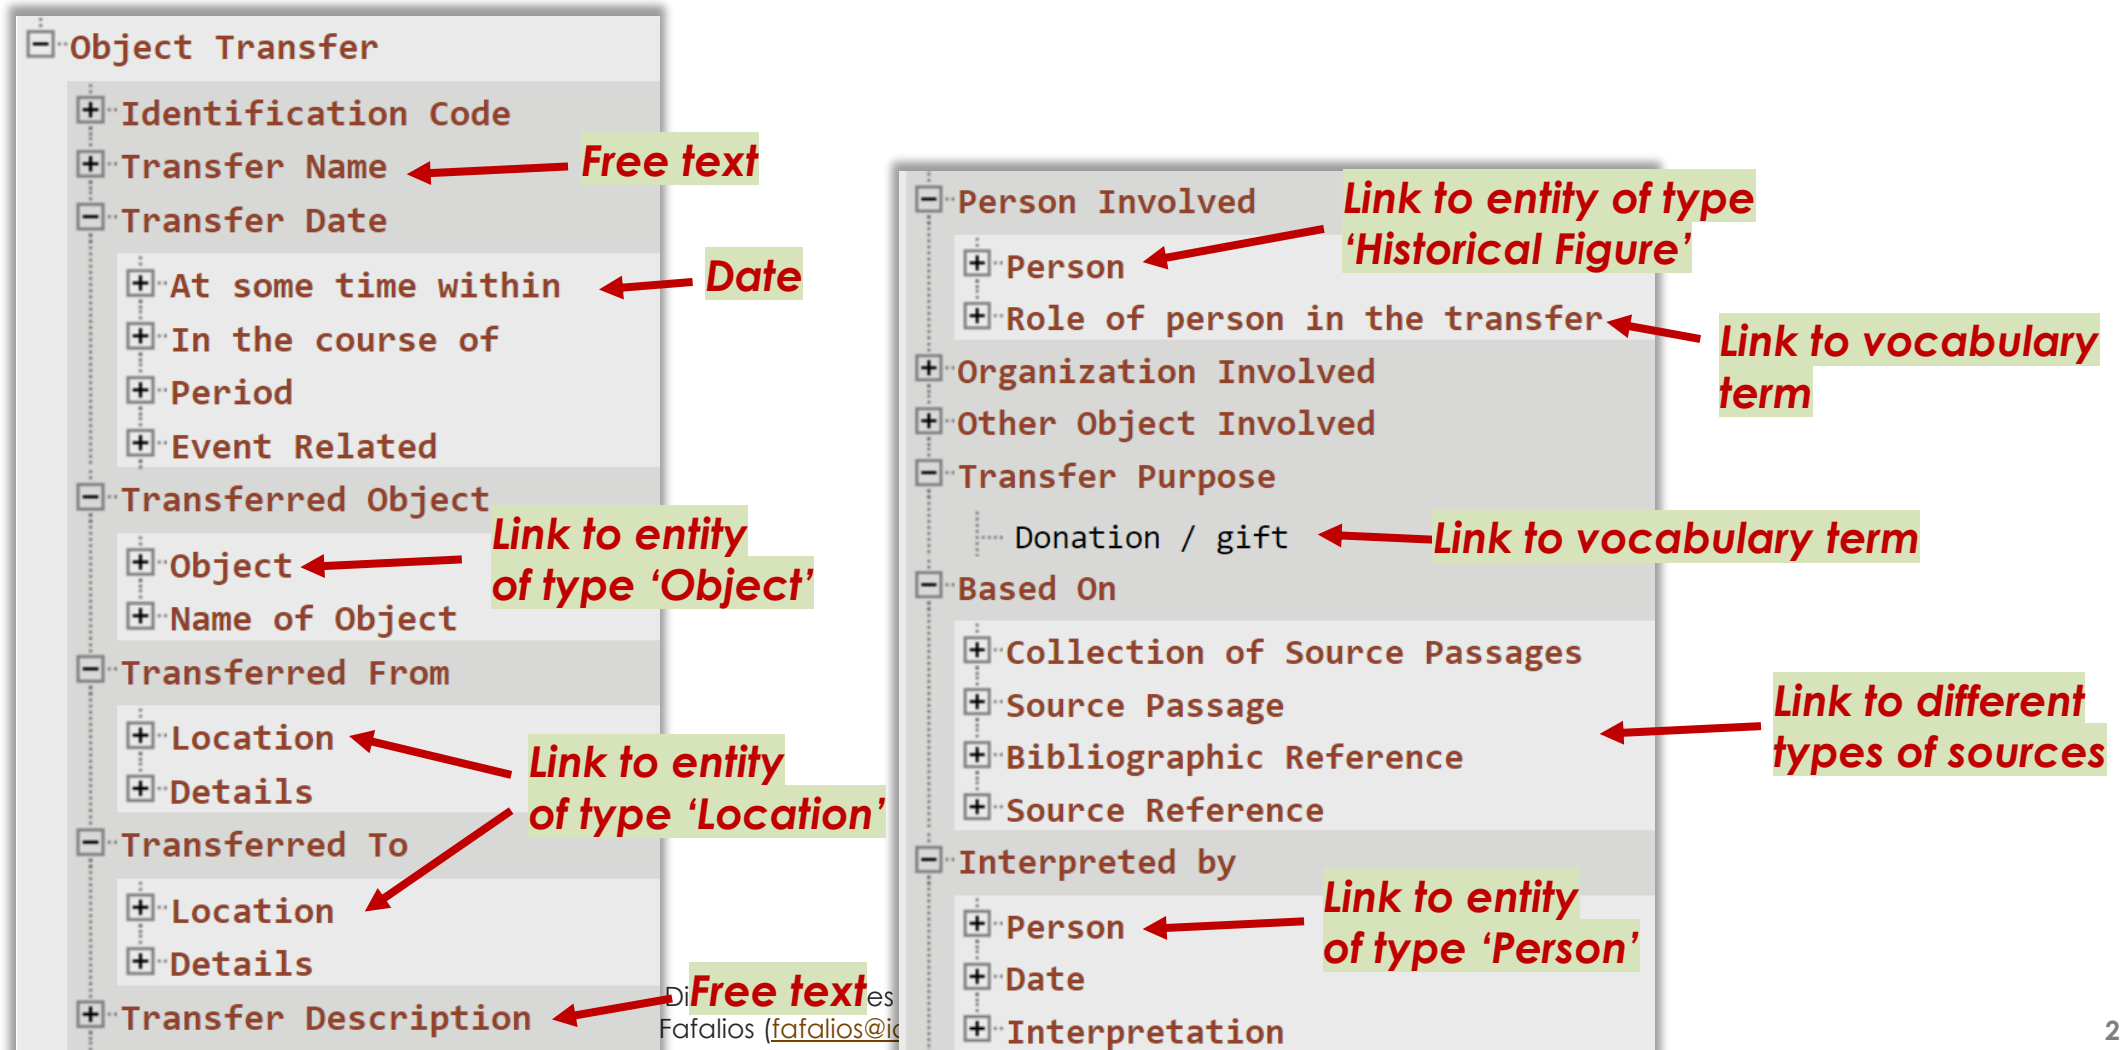 Object Transfer
Identification Code
Transfer Name
Free text
Transfer Date
At some time within
Date
In the course of
Period
Event Related
Transferred Object
Object
Link to entity
of type ‘Object’
Name of Object
Transferred From
Location
Details
Link to entity
of type ‘Location’
Transferred To
Location
Details
Transfer Description
Free text
Fafalios (
Person Involved
Person
Link to entity of type
‘Historical Figure’
Role of person in the transfer
Link to vocabulary
term
Organization Involved
Other Object Involved
Transfer Purpose
Donation / gift
Link to vocabulary term
Based On
Collection of Source Passages
Source Passage
Bibliographic Reference
Source Reference
Link to different
types of sources
Interpreted by
Person
Link to entity
of type ‘Person’
Date
Interpretation
2